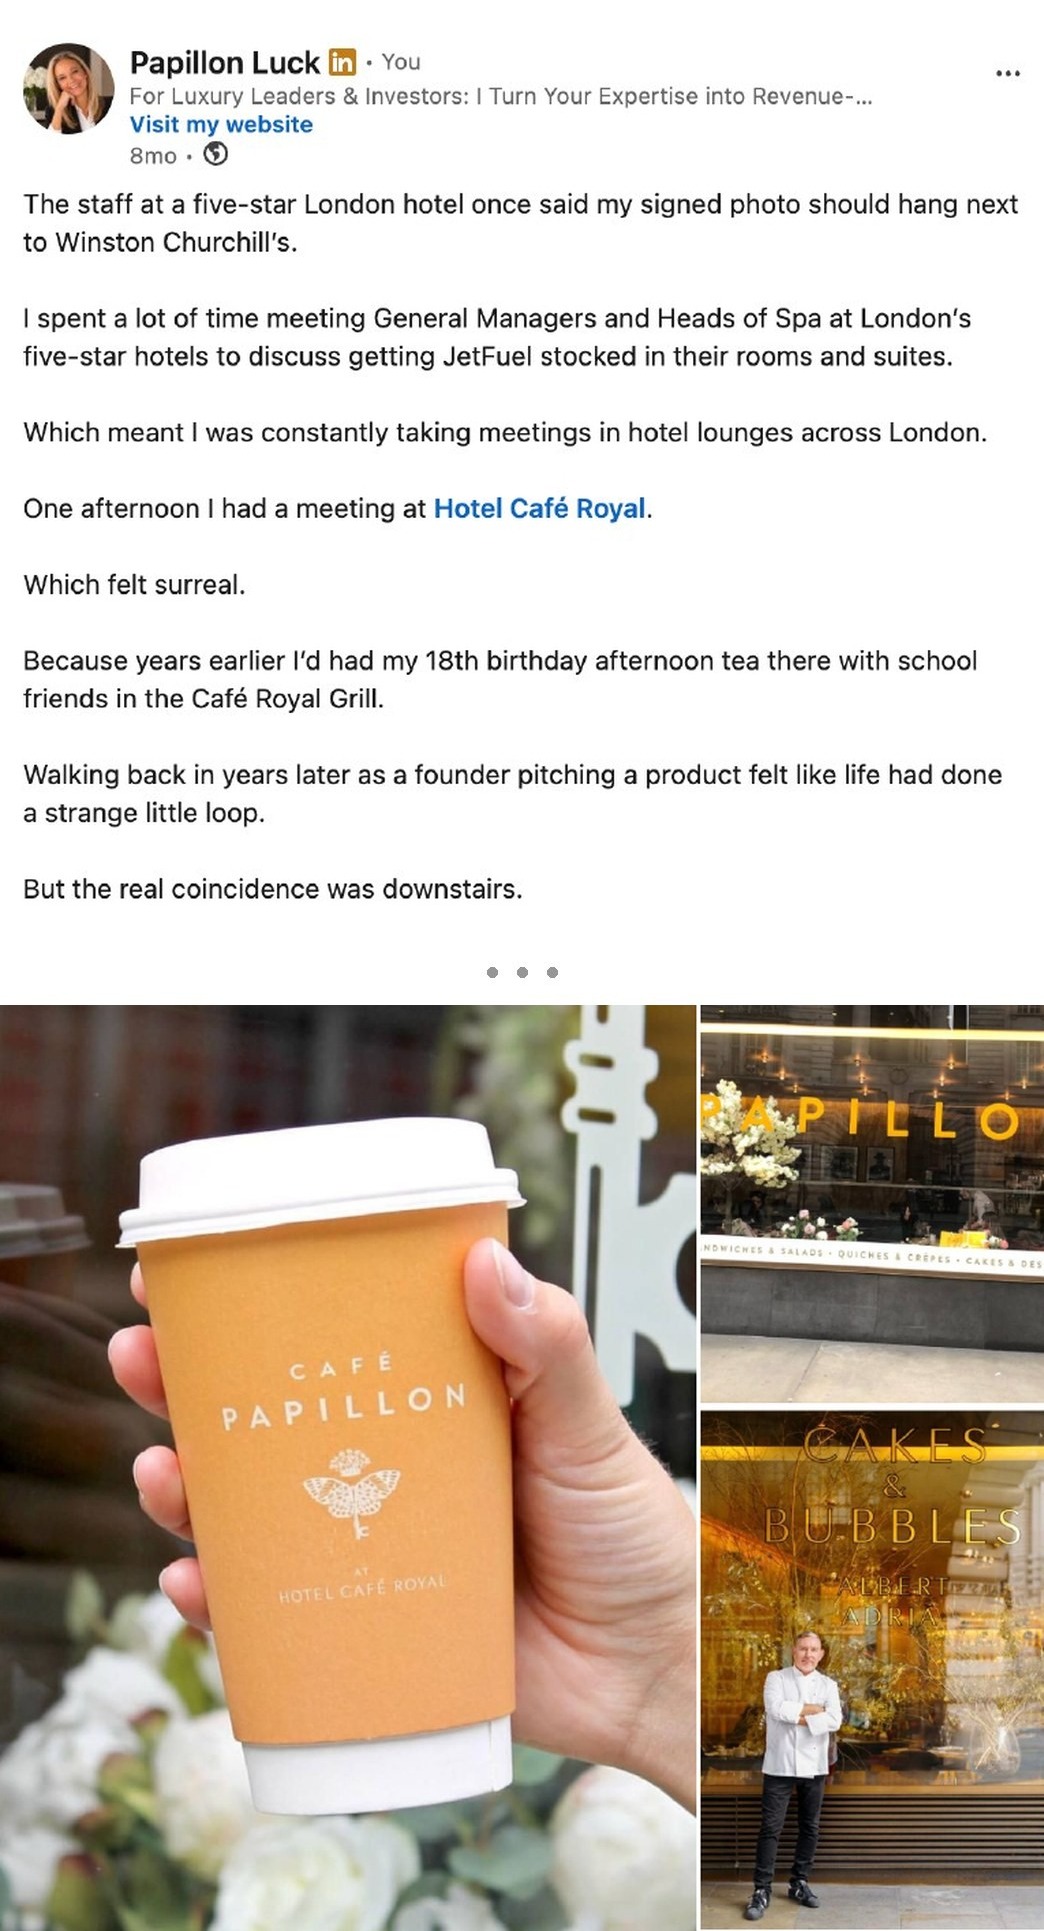 Papillon Luck in • You
For Luxury Leaders & Investors: I Turn Your Expertise into Revenue-...
Visit my website
8mo •
The staff at a five-star London hotel once said my signed photo should hang next
to Winston Churchill's.
I spent a lot of time meeting General Managers and Heads of Spa at London's
five-star hotels to discuss getting JetFuel stocked in their rooms and suites.
Which meant I was constantly taking meetings in hotel lounges across London.
One afternoon I had a meeting at Hotel Café Royal.
Which felt surreal.
Because years earlier I'd had my 18th birthday afternoon tea there with school
friends in the Café Royal Grill.
Walking back in years later as a founder pitching a product felt like life had done
a strange little loop.
But the real coincidence was downstairs.
CAFÉ
PAPILLON
AT
HOTEL CAFÉ ROYAL
PAPILLO
NDWICHES & SALADS • QUICHES & CRÊPES • CAKES & DES
CAKES
&
BUBBLES
ALBERT
ADRIÀ